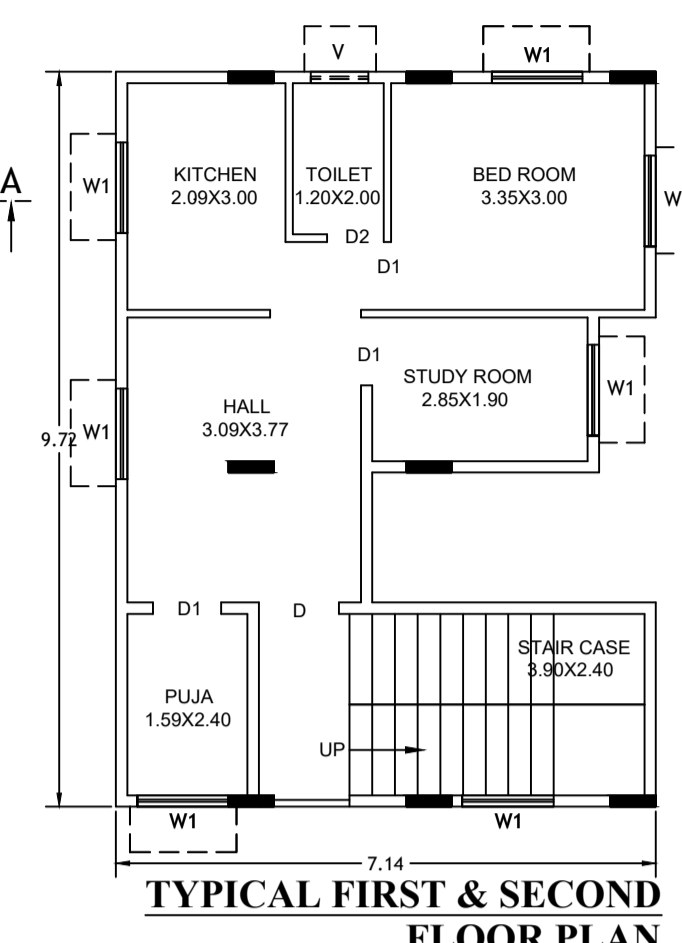 V
W1
A
W1
KITCHEN
2.09X3.00
TOILET
1.20X2.00
BED ROOM
3.35X3.00
W
D2
D1
D1
STUDY ROOM
2.85X1.90
W1
HALL
3.09X3.77
9.72
W1
D1
D
STAIR CASE
3.90X2.40
PUJA
1.59X2.40
UP
W1
W1
7.14
TYPICAL FIRST & SECOND
FLOOR PLAN